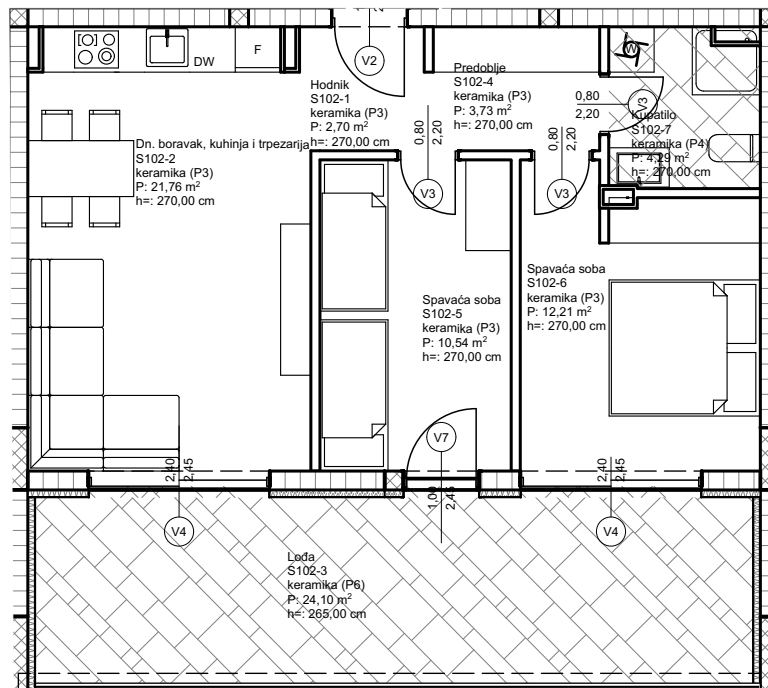 DW
F
V2
Hodnik
S102-1
keramika (P3)
P: 2,70 m²
h=: 270,00 cm
Predoblje
S102-4
keramika (P3)
P: 3,73 m²
h=: 270,00 cm
0,80
2,20
V3
Kupatilo
S102-7
keramika (P4)
P: 4,29 m²
h=: 270,00 cm
W
Dn. boravak, kuhinja i trpezarija
S102-2
keramika (P3)
P: 21,76 m²
h=: 270,00 cm
0,80
2,20
V3
0,80
2,20
V3
Spavaća soba
S102-5
keramika (P3)
P: 10,54 m²
h=: 270,00 cm
Spavaća soba
S102-6
keramika (P3)
P: 12,21 m²
h=: 270,00 cm
V7
1,00
2,45
2,40
2,45
V4
2,40
2,45
V4
Lođa
S102-3
keramika (P6)
P: 24,10 m²
h=: 265,00 cm